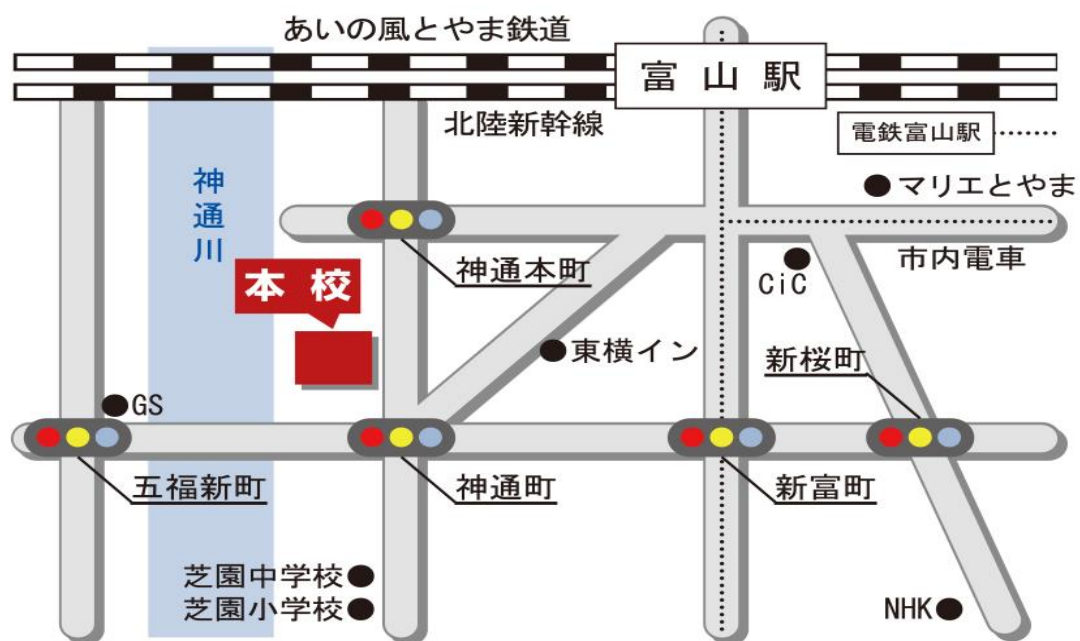 あいの風とやま鉄道
富山駅
北陸新幹線
電鉄富山駅
神通川
マリエとやま
本校
神通本町
市内電車
CiC
東横イン
新桜町
GS
五福新町
神通町
新富町
芝園中学校
芝園小学校
NHK